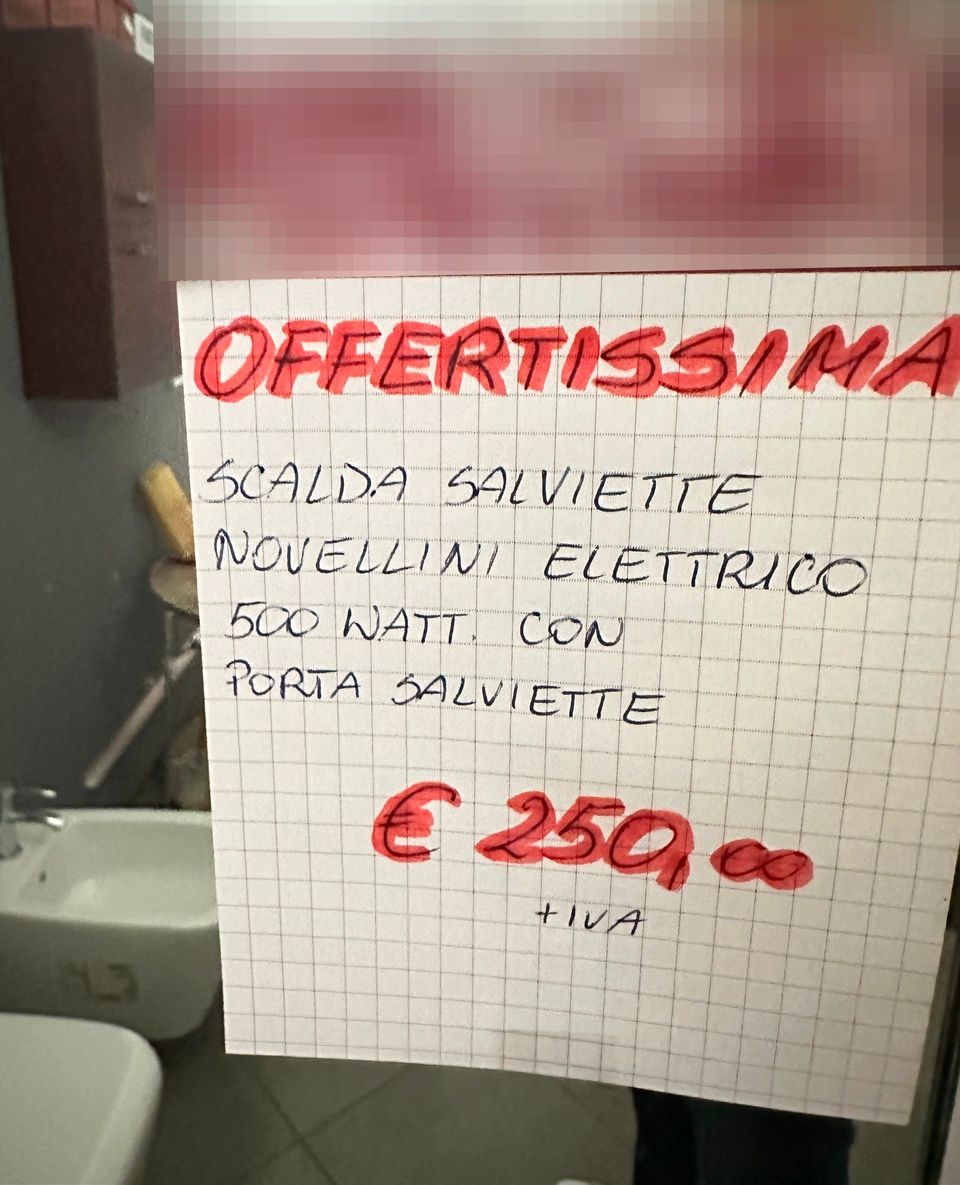 OFFERTISSIMA
SCALDA SALVIETTE
NOVELLINI ELETTRICO
500 WATT. CON
PORTA SALVIETTE
€ 250,00
+IVA